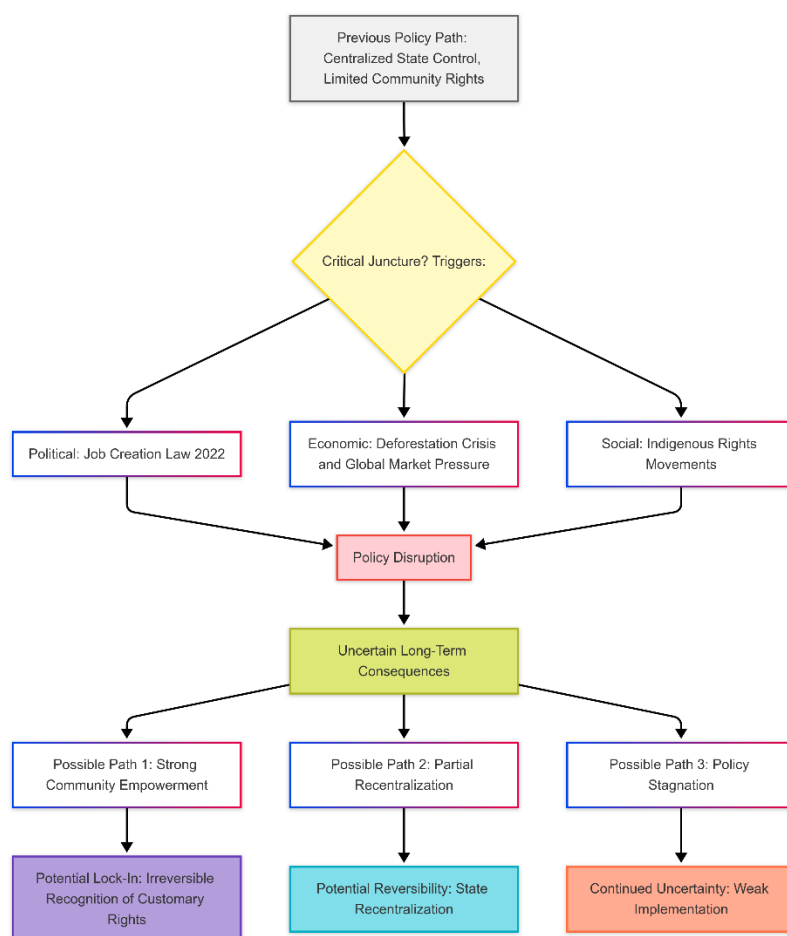 Previous Policy Path:
Centralized State Control,
Limited Community Rights
Critical Juncture? Triggers:
Political: Job Creation Law 2022
Economic: Deforestation Crisis
and Global Market Pressure
Social: Indigenous Rights
Movements
Policy Disruption
Uncertain Long-Term
Consequences
Possible Path 1: Strong
Community Empowerment
Possible Path 2: Partial
Recentralization
Possible Path 3: Policy
Stagnation
Potential Lock-In: Irreversible
Recognition of Customary
Rights
Potential Reversibility: State
Recentralization
Continued Uncertainty: Weak
Implementation